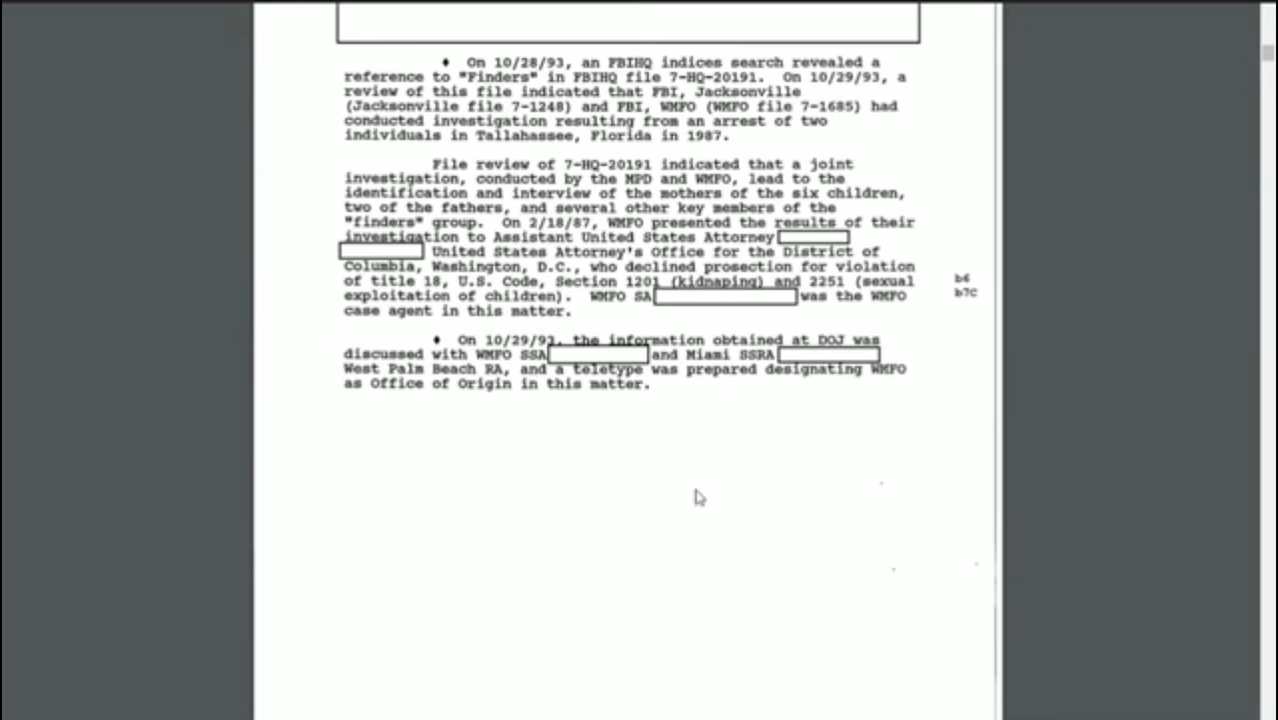 ♦ On 10/28/93, an FBIHQ indices search revealed a
reference to "Finders" in FBIHQ file 7-HQ-20191. On 10/29/93, a
review of this file indicated that FBI, Jacksonville
(Jacksonville file 7-1248) and FBI, WMFO (WMFO file 7-1685) had
conducted investigation resulting from an arrest of two
individuals in Tallahassee, Florida in 1987.
File review of 7-HQ-20191 indicated that a joint
investigation, conducted by the MPD and WMFO, lead to the
identification and interview of the mothers of the six children,
two of the fathers, and several other key members of the
"finders" group. On 2/18/87, WMFO presented the results of their
investigation to Assistant United States Attorney
United States Attorney's Office for the District of
Columbia, Washington, D.C., who declined prosection for violation
of title 18, U.S. Code, Section 1201 (kidnaping) and 2251 (sexual
exploitation of children). WMFO SA was the WMFO
case agent in this matter.
b6
b7C
♦ On 10/29/93, the information obtained at DOJ was
discussed with WMFO SSA and Miami SSRA
West Palm Beach RA, and a teletype was prepared designating WMFO
as Office of Origin in this matter.